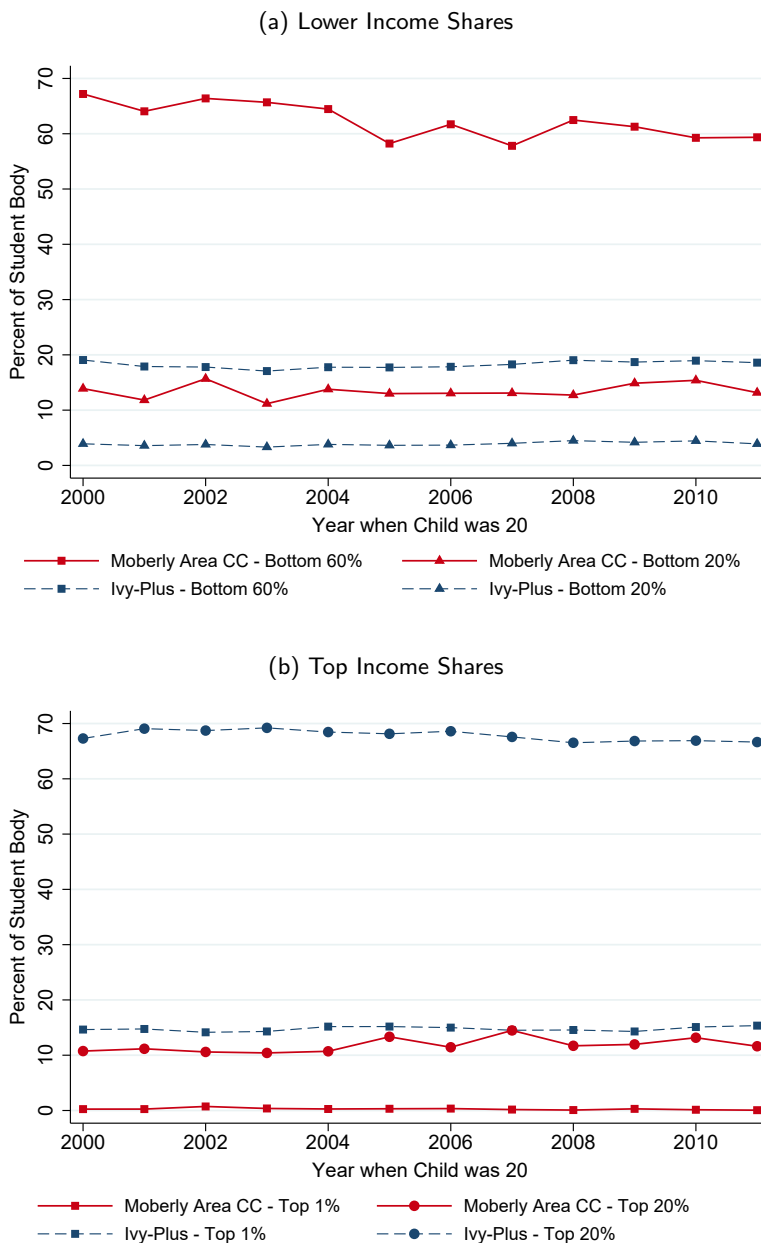 (a) Lower Income Shares
Percent of Student Body
70
60
50
40
30
20
10
0
2000 2002 2004 2006 2008 2010
Year when Child was 20
Moberly Area CC - Bottom 60% Moberly Area CC - Bottom 20%
Ivy-Plus - Bottom 60% Ivy-Plus - Bottom 20%
(b) Top Income Shares
Percent of Student Body
70
60
50
40
30
20
10
0
2000 2002 2004 2006 2008 2010
Year when Child was 20
Moberly Area CC - Top 1% Moberly Area CC - Top 20%
Ivy-Plus - Top 1% Ivy-Plus - Top 20%